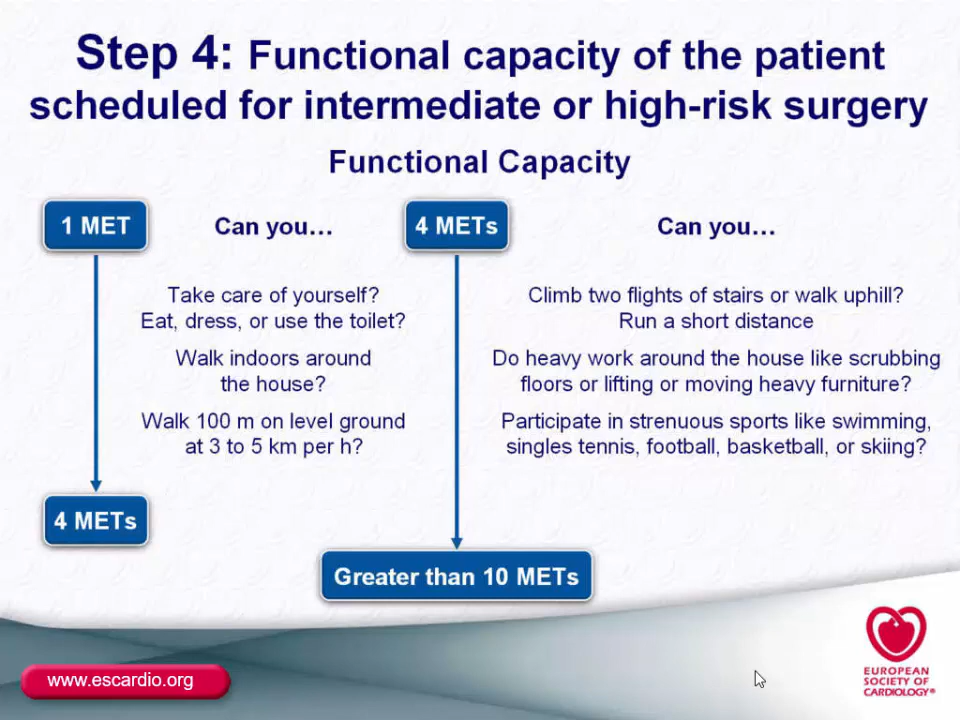 Step 4: Functional capacity of the patient
scheduled for intermediate or high-risk surgery
Functional Capacity
1 MET
Can you…
Take care of yourself?
Eat, dress, or use the toilet?
Walk indoors around
the house?
Walk 100 m on level ground
at 3 to 5 km per h?
4 METs
4 METs
Can you…
Climb two flights of stairs or walk uphill?
Run a short distance
Do heavy work around the house like scrubbing
floors or lifting or moving heavy furniture?
Participate in strenuous sports like swimming,
singles tennis, football, basketball, or skiing?
Greater than 10 METs
www.escardio.org
EUROPEAN
SOCIETY OF
CARDIOLOGY®